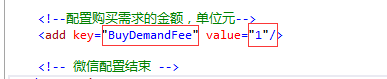 <!--配置购买需求的金额，单位元-->
<add key="BuyDemandFee" value="1"/>
<!-- 微信配置结束 -->